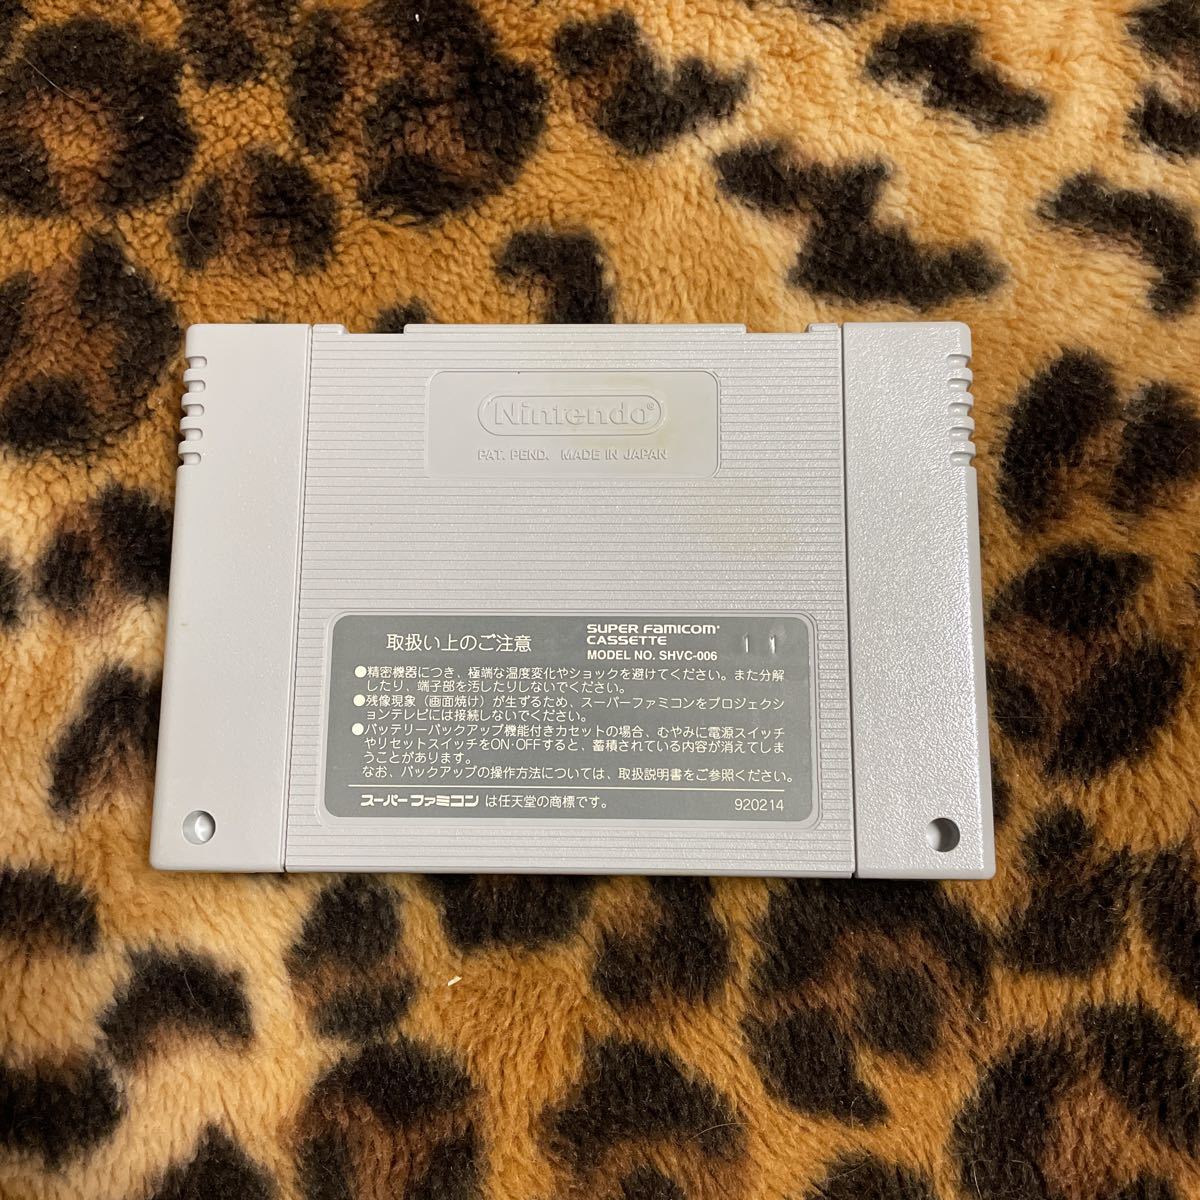 Nintendo®
PAT. PEND. MADE IN JAPAN
取扱い上のご注意
SUPER FAMICOM®
CASSETTE
MODEL NO. SHVC-006
11
●精密機器につき、極端な温度変化やショックを避けてください。また分解
したり、端子部を汚したりしないでください。
●残像現象（画面焼け）が生ずるため、スーパーファミコンをプロジェクシ
ョンテレビには接続しないでください。
●バッテリーバックアップ機能付きカセットの場合、むやみに電源スイッチ
やリセットスイッチをON・OFFすると、蓄積されている内容が消えてしま
うことがあります。
なお、バックアップの操作方法については、取扱説明書をご参照ください。
スーパーファミコン は任天堂の商標です。
920214